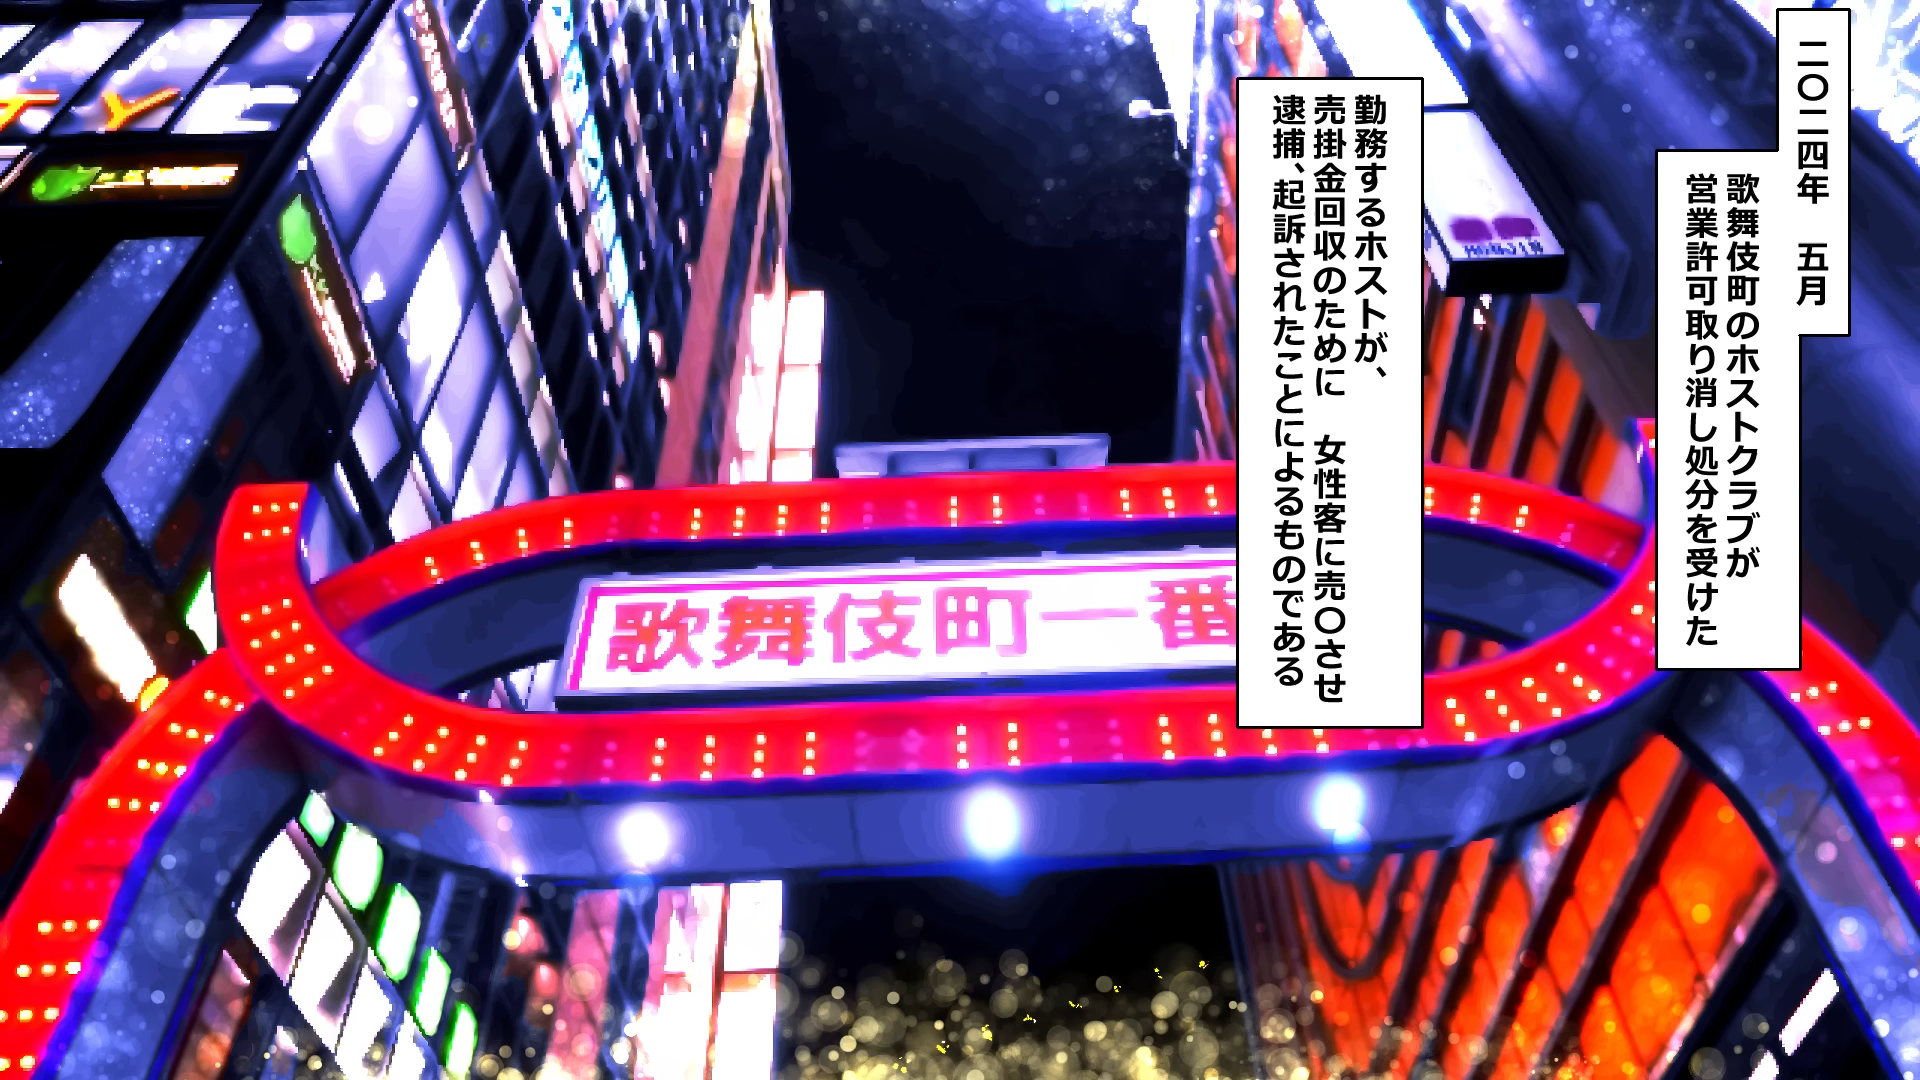 二〇二四年　五月
歌舞伎町のホストクラブが
営業許可取り消し処分を受けた
勤務するホストが、
売掛金回収のために　女性客に売〇させ
逮捕、起訴されたことによるものである
歌舞伎町一番